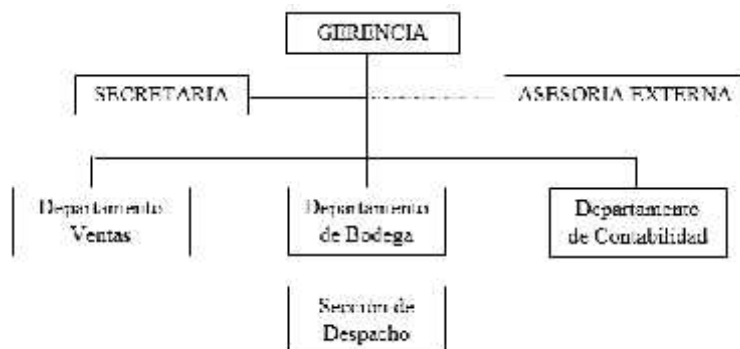 GERENCIA
SECRETARIA
ASESORIA EXTERNA
Departamento
Ventas
Departamento
de Bodega
Departamento
de Contabilidad
Sección de
Despacho